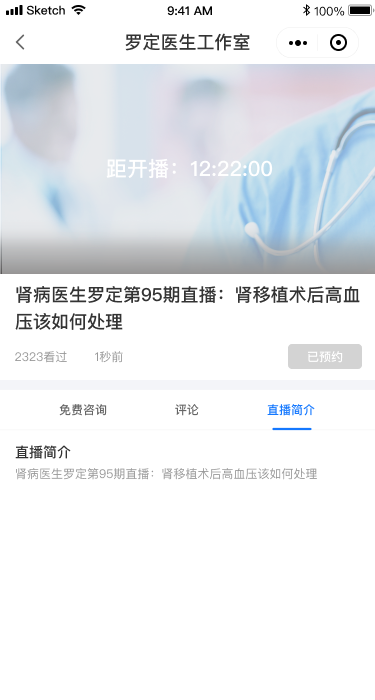 Sketch 9:41 AM 100%
罗定医生工作室
距开播：12:22:00
肾病医生罗定第95期直播：肾移植术后高血
压该如何处理
2323看过 1秒前 已预约
免费咨询 评论 直播简介
直播简介
肾病医生罗定第95期直播：肾移植术后高血压该如何处理